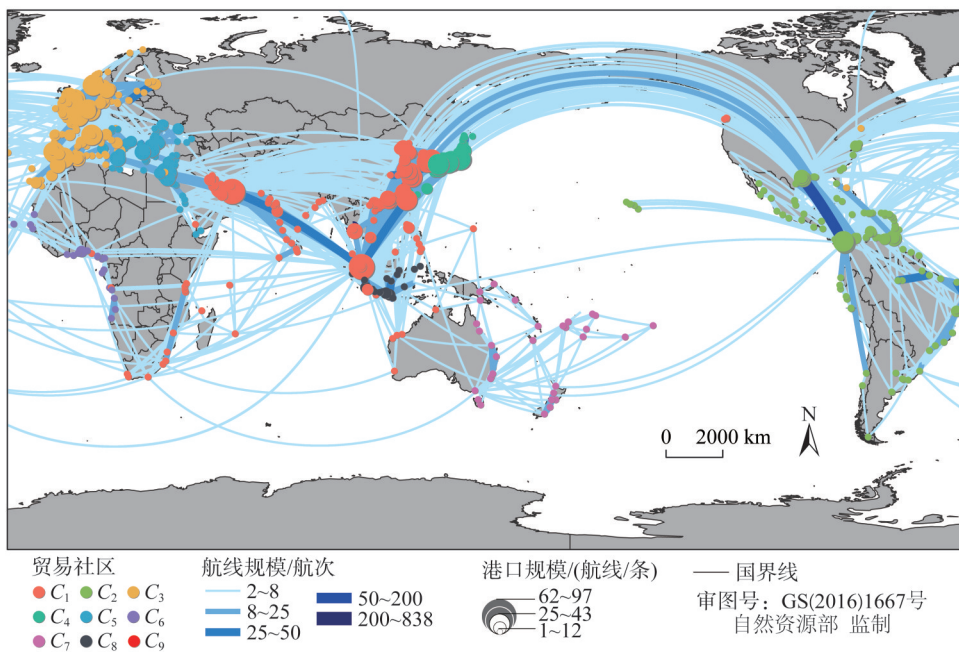 N
0 2000 km
贸易社区
C₁ C₂ C₃
C₄ C₅ C₆
C₇ C₈ C₉
航线规模/航次
2~8
8~25
25~50
50~200
200~838
港口规模/(航线/条)
62~97
25~43
1~12
国界线
审图号：GS(2016)1667号
自然资源部 监制